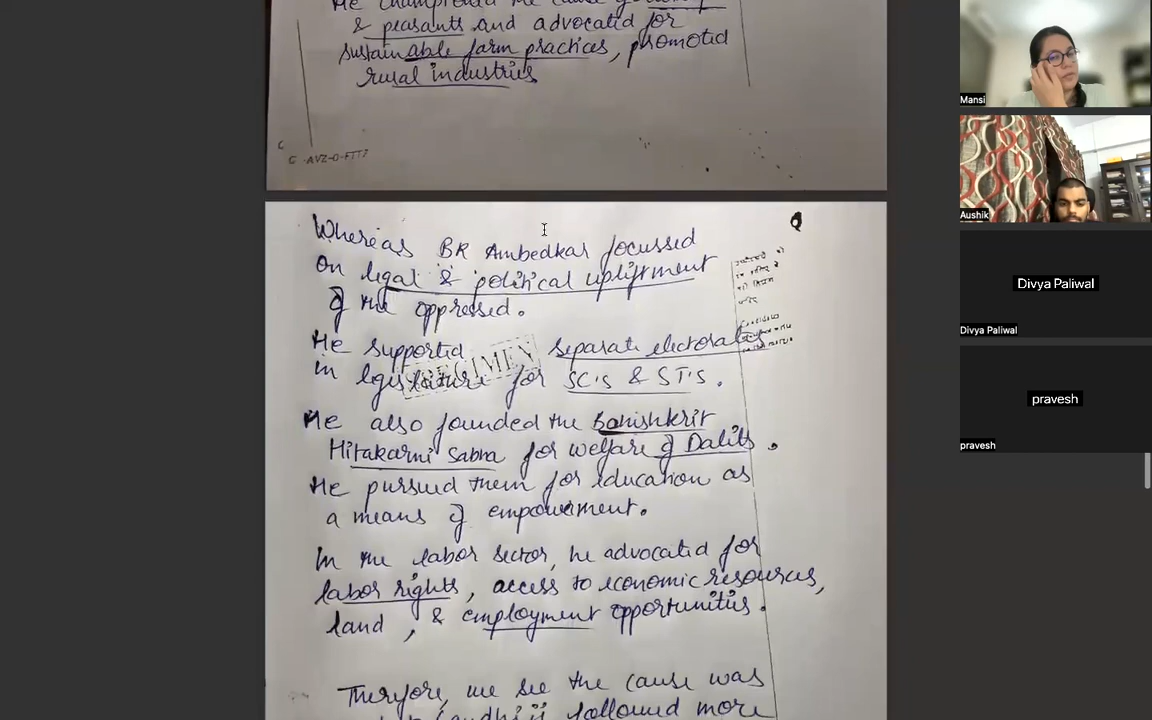 He championed the cause of
& peasants and advocated for
sustainable farm practices, promoted
rural industries
Whereas BR Ambedkar focussed
on legal & political upliftment
of the oppressed.
He supported separate electorates
SPECIMEN
in legislature for SC's & ST's.
He also founded the Bahishkrit
Hitakarni Sabha for welfare of Dalits.
He pursued them for education as
a means of empowerment.
In the labor sector, he advocated for
labor rights, access to economic resources,
land, & employment opportunities.
Therefore, we see the cause was
Gandhiji followed more
Mansi
Aushik
Divya Paliwal
Divya Paliwal
pravesh
pravesh